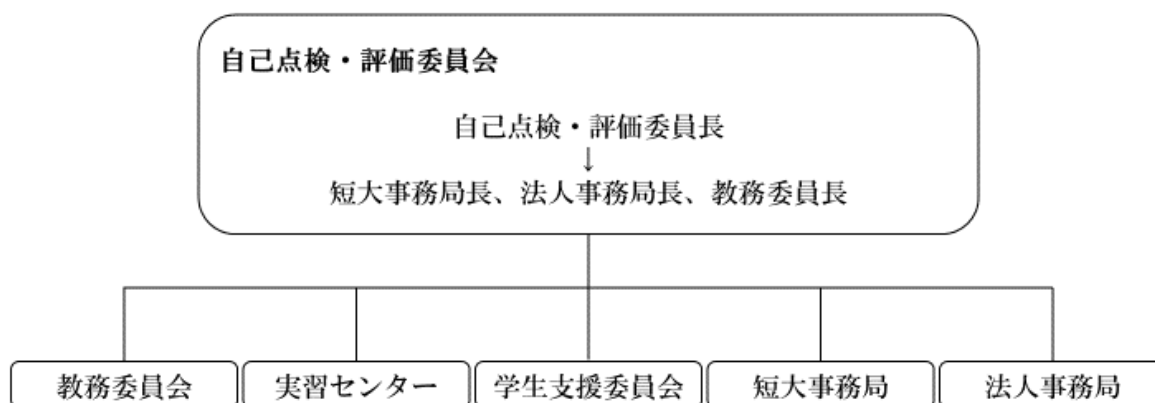 自己点検・評価委員会
自己点検・評価委員長
↓
短大事務局長、法人事務局長、教務委員長
教務委員会
実習センター
学生支援委員会
短大事務局
法人事務局